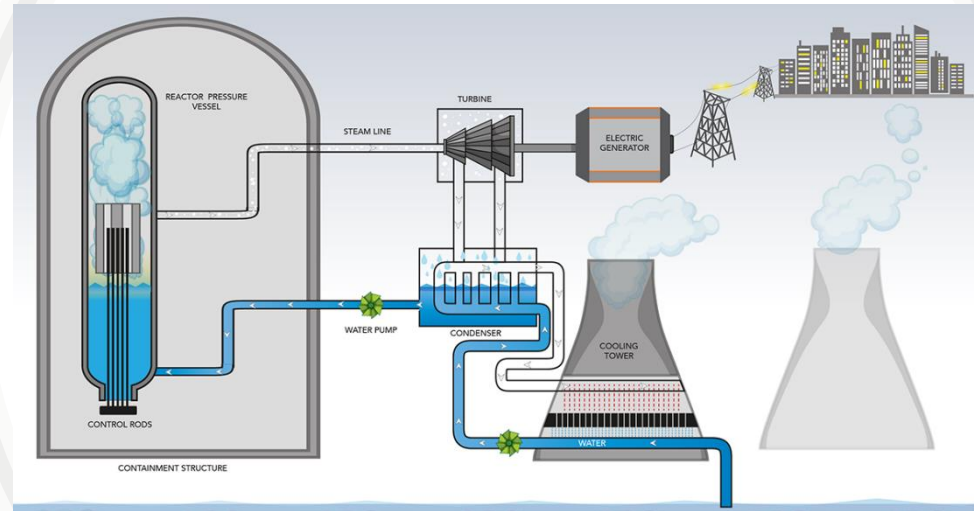 REACTOR PRESSURE
VESSEL
STEAM LINE
TURBINE
ELECTRIC
GENERATOR
WATER PUMP
CONDENSER
COOLING
TOWER
WATER
CONTROL RODS
CONTAINMENT STRUCTURE